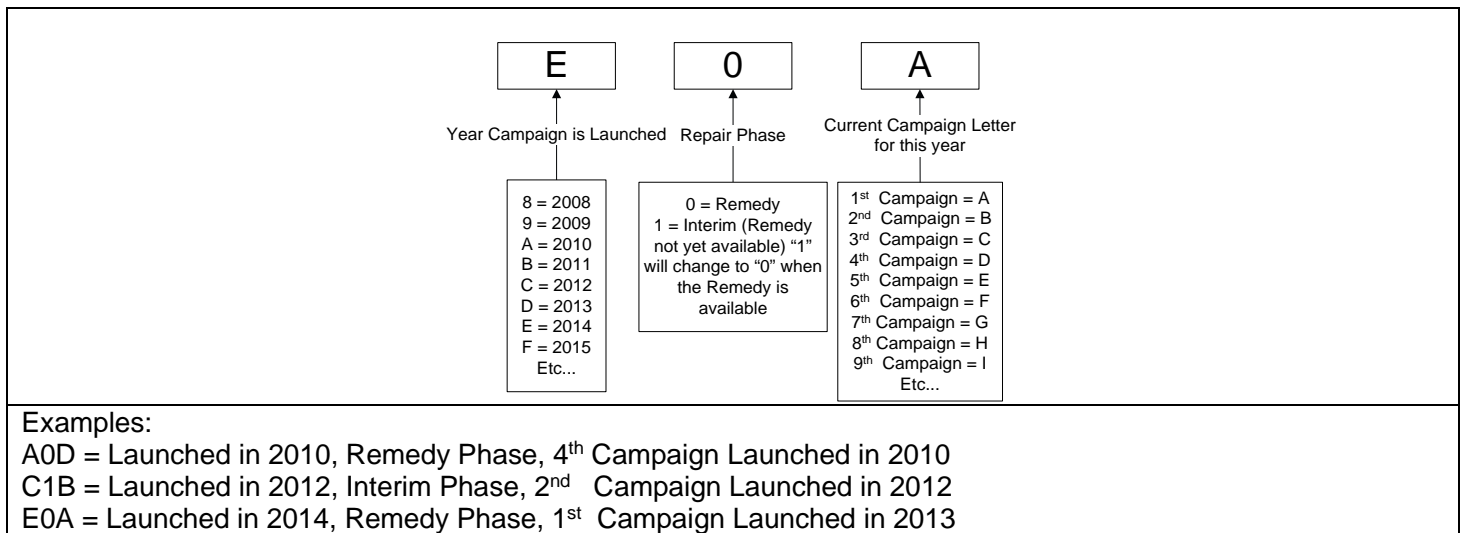 E
0
A
Year Campaign is Launched
Repair Phase
Current Campaign Letter
for this year
8 = 2008
9 = 2009
A = 2010
B = 2011
C = 2012
D = 2013
E = 2014
F = 2015
Etc...
0 = Remedy
1 = Interim (Remedy
not yet available) “1”
will change to “0” when
the Remedy is
available
1st Campaign = A
2nd Campaign = B
3rd Campaign = C
4th Campaign = D
5th Campaign = E
6th Campaign = F
7th Campaign = G
8th Campaign = H
9th Campaign = I
Etc...
Examples:
A0D = Launched in 2010, Remedy Phase, 4th Campaign Launched in 2010
C1B = Launched in 2012, Interim Phase, 2nd Campaign Launched in 2012
E0A = Launched in 2014, Remedy Phase, 1st Campaign Launched in 2013